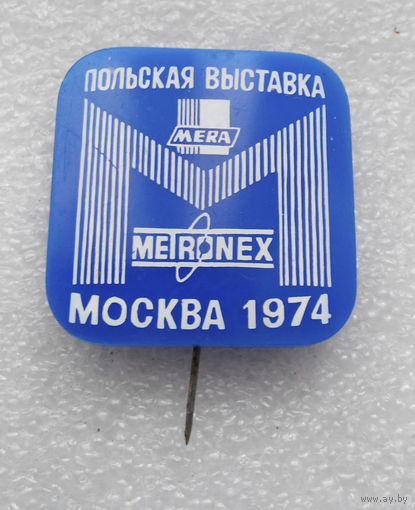 ПОЛЬСКАЯ ВЫСТАВКА
MERA
METRONEX
МОСКВА 1974
ay.by